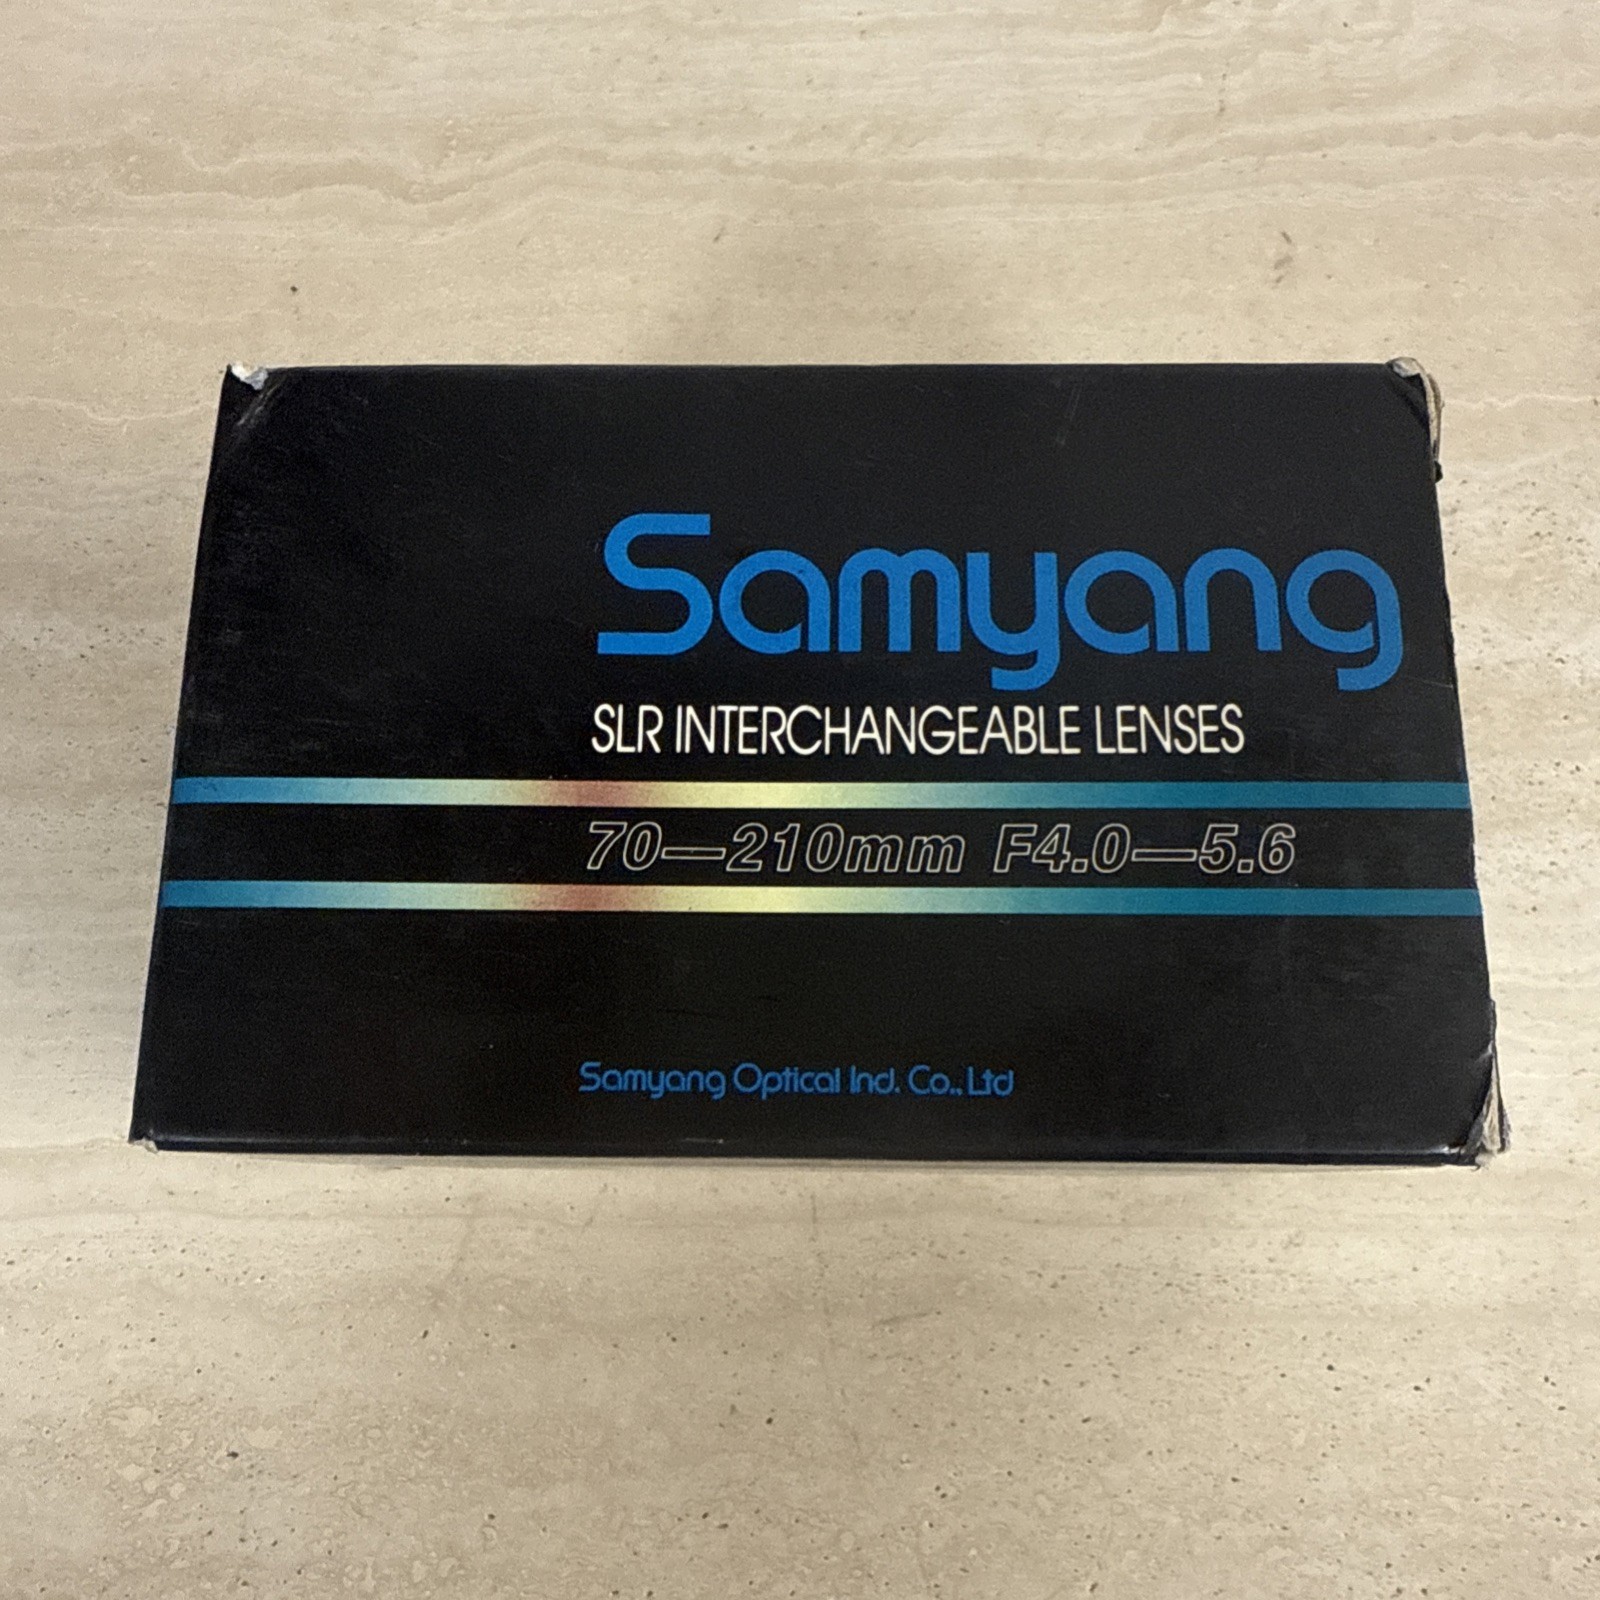 Samyang
SLR INTERCHANGEABLE LENSES
70—210mm F4.0—5.6
Samyang Optical Ind. Co., Ltd